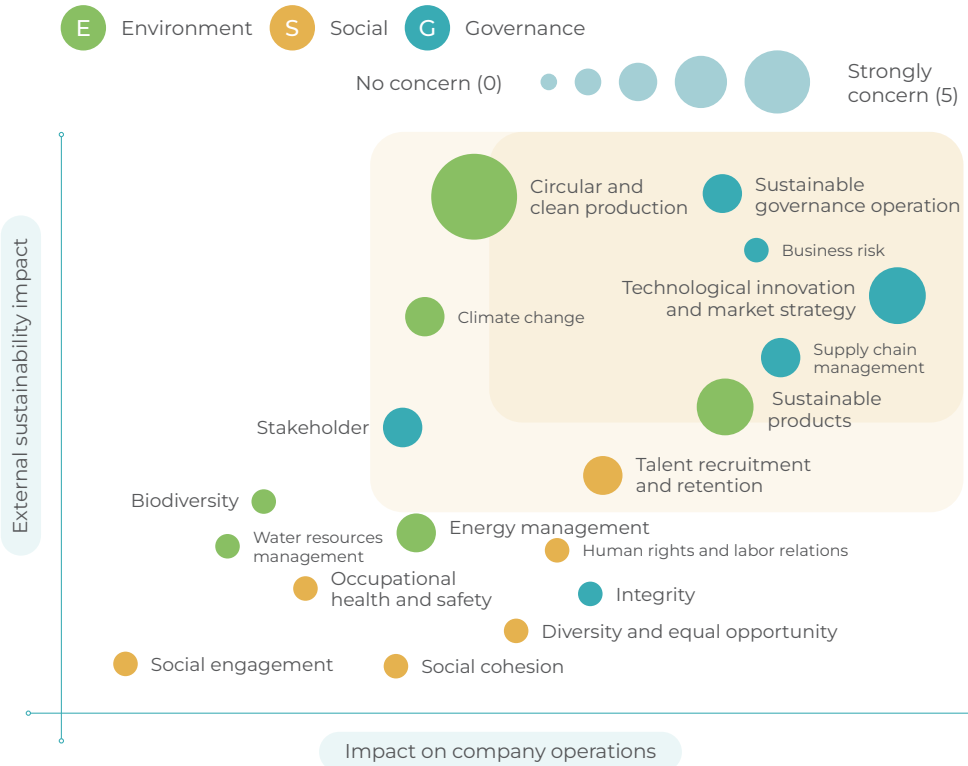 E Environment S Social G Governance
No concern (0)
Strongly
concern (5)
External sustainability impact
Circular and
clean production
Sustainable
governance operation
Business risk
Technological innovation
and market strategy
Climate change
Supply chain
management
Sustainable
products
Stakeholder
Talent recruitment
and retention
Biodiversity
Energy management
Water resources
management
Human rights and labor relations
Occupational
health and safety
Integrity
Diversity and equal opportunity
Social engagement
Social cohesion
Impact on company operations